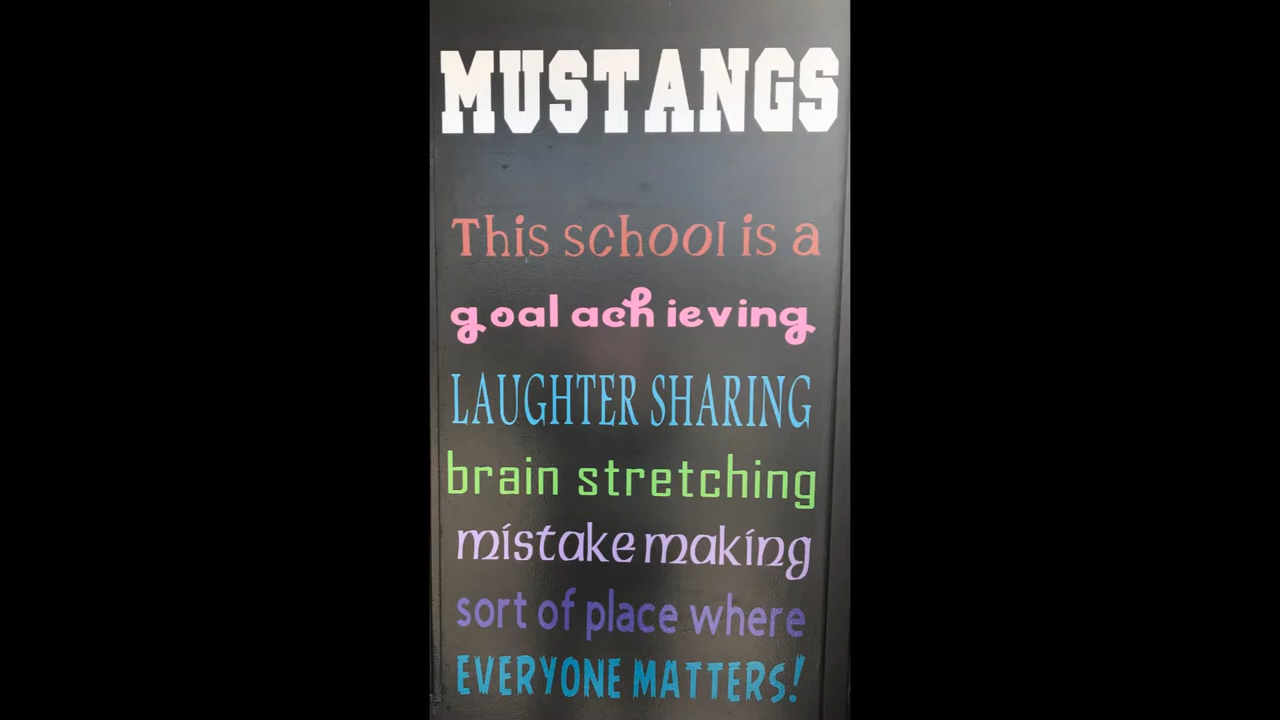 MUSTANGS
This school is a
goal achieving
LAUGHTER SHARING
brain stretching
mistake making
sort of place where
EVERYONE MATTERS!